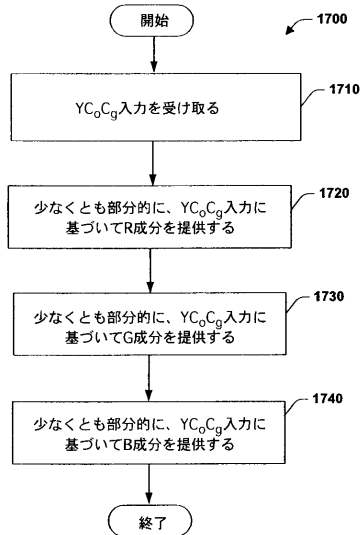 開始
1700
YCoCg入力を受け取る
1710
少なくとも部分的に、YCoCg入力に
基づいてR成分を提供する
1720
少なくとも部分的に、YCoCg入力に
基づいてG成分を提供する
1730
少なくとも部分的に、YCoCg入力に
基づいてB成分を提供する
1740
終了